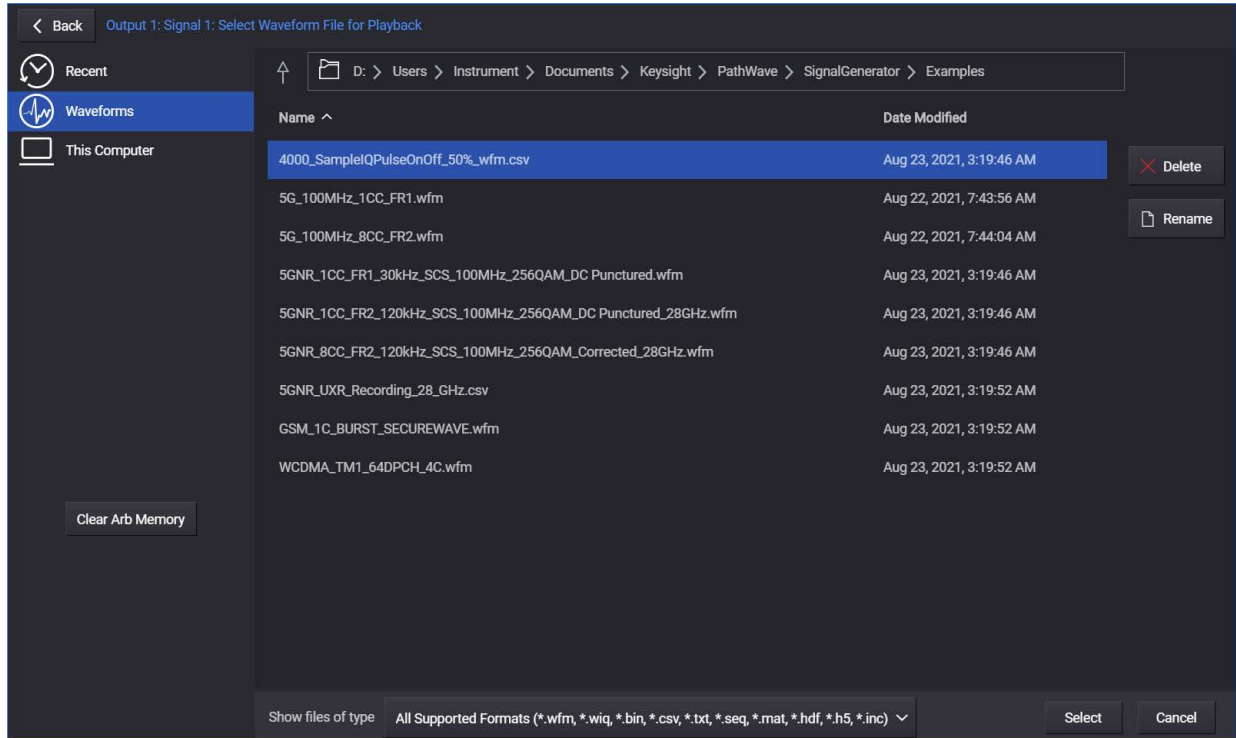 Back Output 1: Signal 1: Select Waveform File for Playback
Recent
Waveforms
This Computer
Clear Arb Memory
D: > Users > Instrument > Documents > Keysight > PathWave > SignalGenerator > Examples
Name Date Modified
4000_SampleIQPulseOnOff_50%_wfm.csv Aug 23, 2021, 3:19:46 AM
5G_100MHz_1CC_FR1.wfm Aug 22, 2021, 7:43:56 AM
5G_100MHz_8CC_FR2.wfm Aug 22, 2021, 7:44:04 AM
5GNR_1CC_FR1_30kHz_SCS_100MHz_256QAM_DC Punctured.wfm Aug 23, 2021, 3:19:46 AM
5GNR_1CC_FR2_120kHz_SCS_100MHz_256QAM_DC Punctured_28GHz.wfm Aug 23, 2021, 3:19:46 AM
5GNR_8CC_FR2_120kHz_SCS_100MHz_256QAM_Corrected_28GHz.wfm Aug 23, 2021, 3:19:46 AM
5GNR_UXR_Recording_28_GHz.csv Aug 23, 2021, 3:19:52 AM
GSM_1C_BURST_SECUREWAVE.wfm Aug 23, 2021, 3:19:52 AM
WCDMA_TM1_64DPCH_4C.wfm Aug 23, 2021, 3:19:52 AM
Delete
Rename
Show files of type All Supported Formats (*.wfm, *.wiq, *.bin, *.csv, *.txt, *.seq, *.mat, *.hdf, *.h5, *.inc) Select Cancel